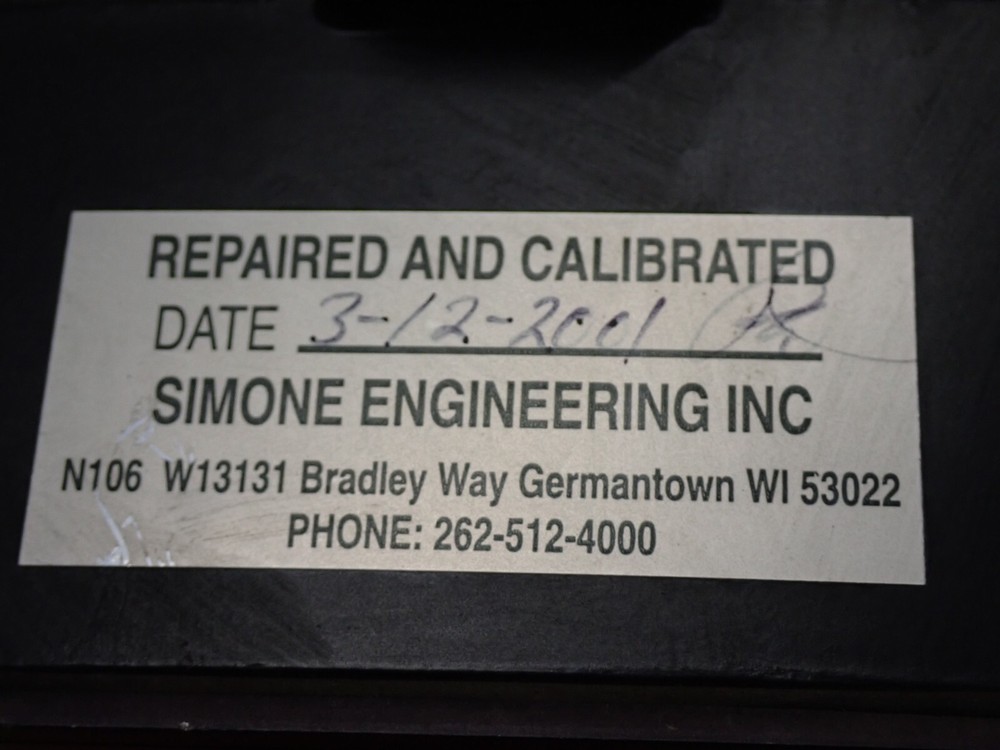 REPAIRED AND CALIBRATED
DATE 3-12-2001
SIMONE ENGINEERING INC
N106 W13131 Bradley Way Germantown WI 53022
PHONE: 262-512-4000